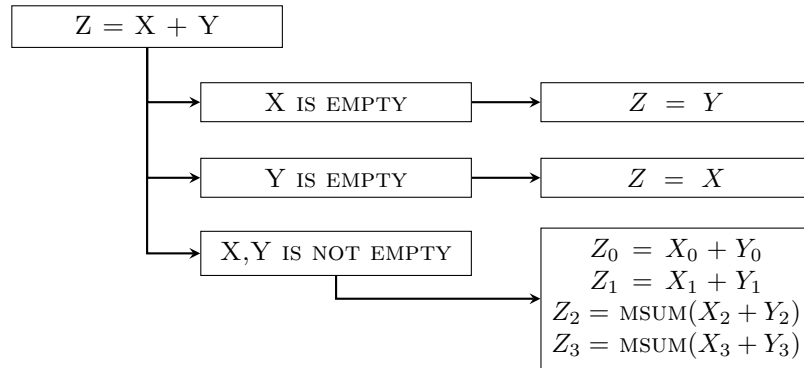 Z = X + Y
X IS EMPTY
Z = Y
Y IS EMPTY
Z = X
X,Y IS NOT EMPTY
Z₀ = X₀ + Y₀
Z₁ = X₁ + Y₁
Z₂ = MSUM(X₂ + Y₂)
Z₃ = MSUM(X₃ + Y₃)